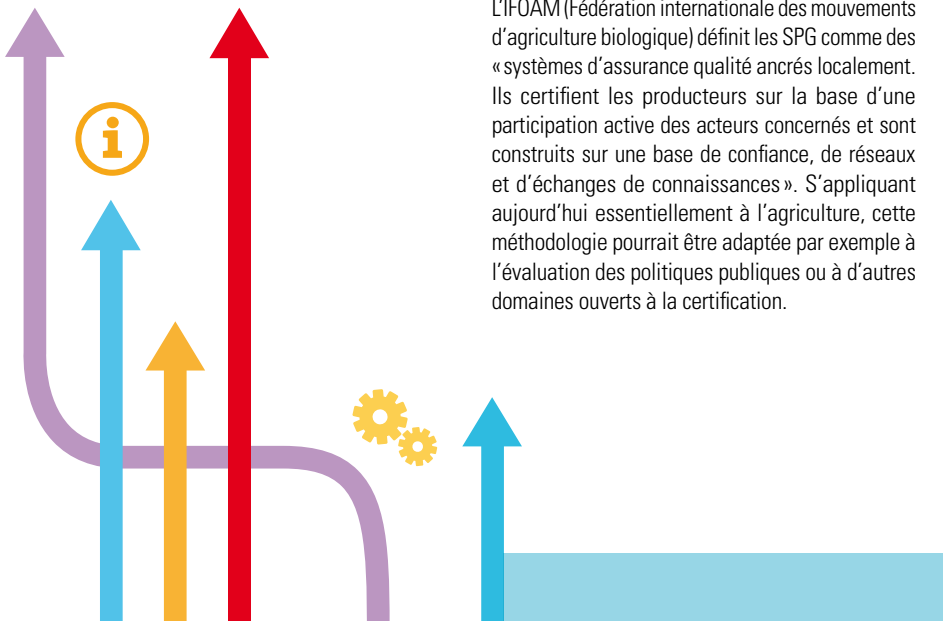 L'IFOAM (Fédération internationale des mouvements
d'agriculture biologique) définit les SPG comme des
« systèmes d'assurance qualité ancrés localement.
Ils certifient les producteurs sur la base d'une
participation active des acteurs concernés et sont
construits sur une base de confiance, de réseaux
et d'échanges de connaissances ». S'appliquant
aujourd'hui essentiellement à l'agriculture, cette
méthodologie pourrait être adaptée par exemple à
l'évaluation des politiques publiques ou à d'autres
domaines ouverts à la certification.